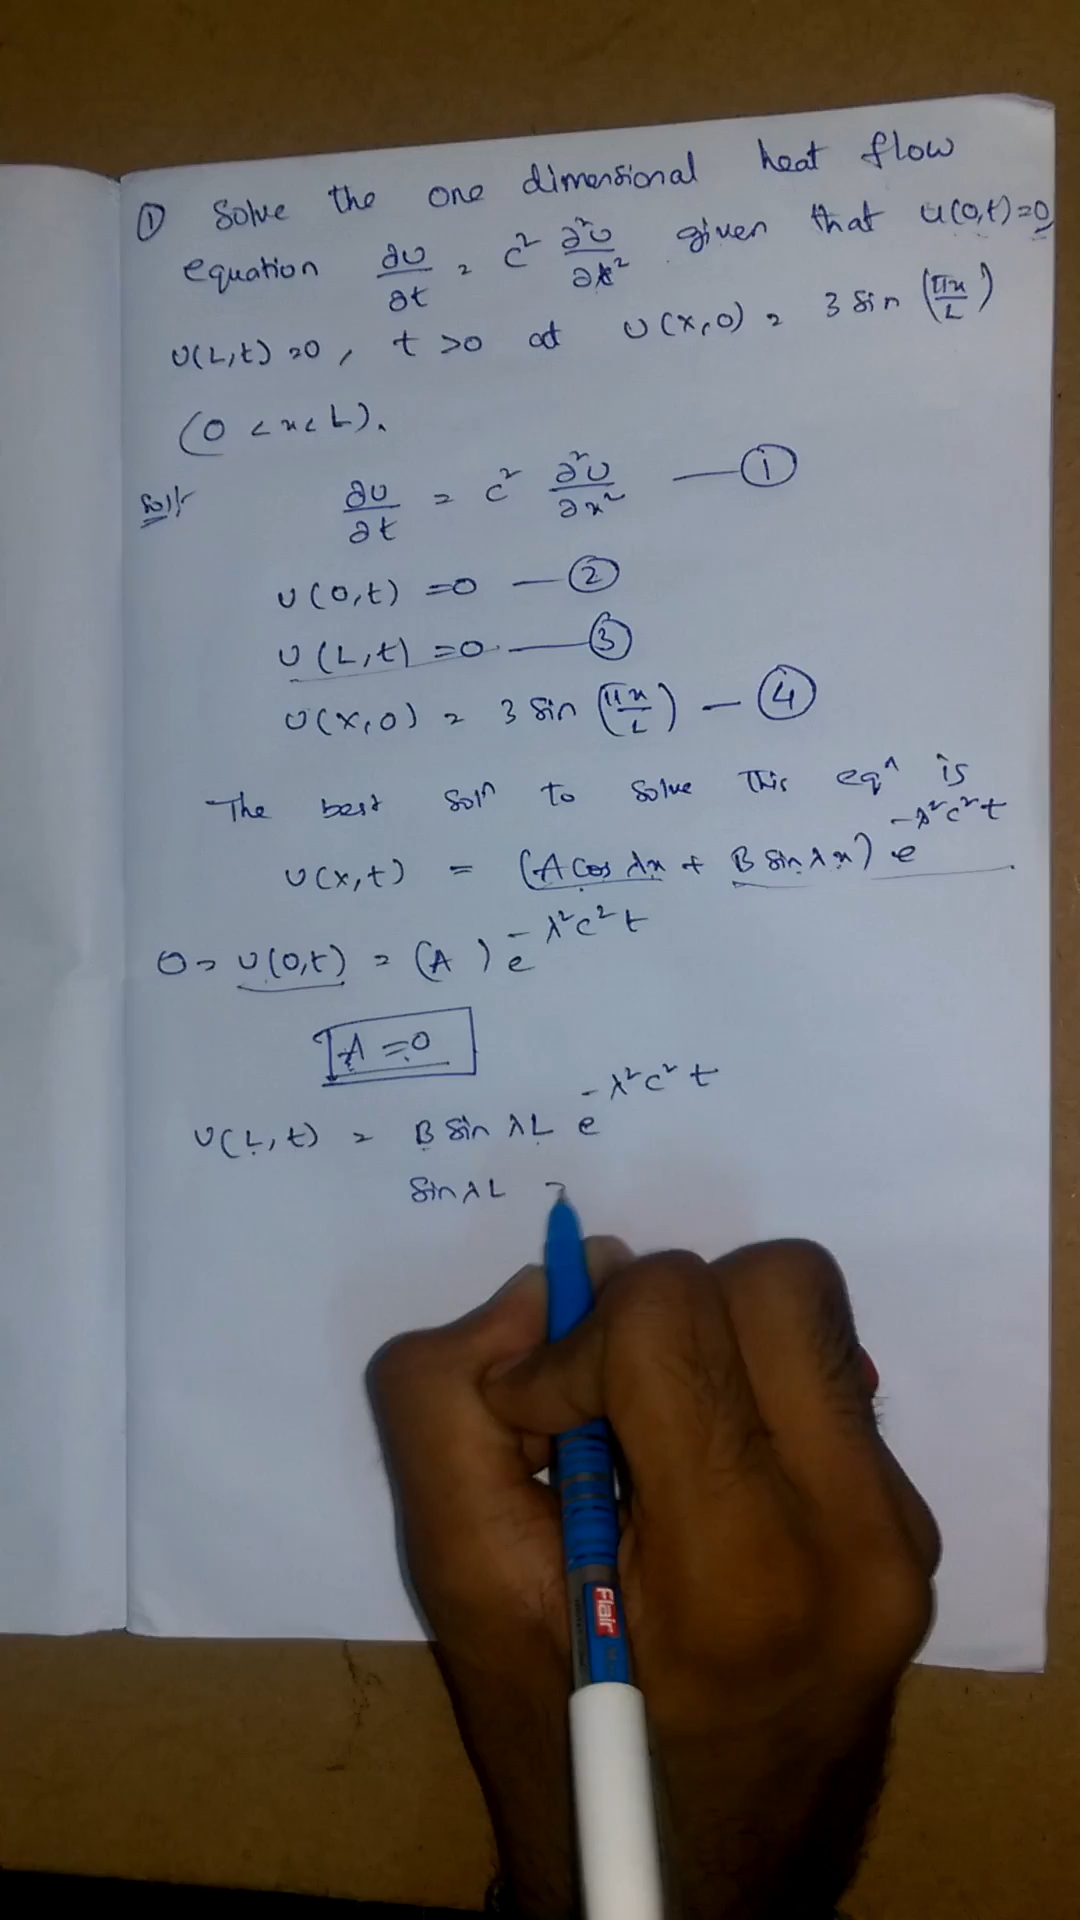 ① Solve the one dimensional heat flow
equation ∂U/∂t = c² ∂²U/∂x² given that U(0,t)=0
U(L,t)=0, t>0 at U(x,0) = 3 sin (πx/L)
(0<x<L).
Sol:- ∂U/∂t = c² ∂²U/∂x² — ①
U(0,t) =0 — ②
U(L,t) =0 — ③
U(x,0) = 3 sin (πx/L) — ④
The best solⁿ to solve This eqⁿ is
U(x,t) = (A cos λx + B sin λx) e^(-λ²c²t)
0 = U(0,t) = (A) e^(-λ²c²t)
A=0
U(L,t) = B sin λL e^(-λ²c²t)
sin λL =
Flair